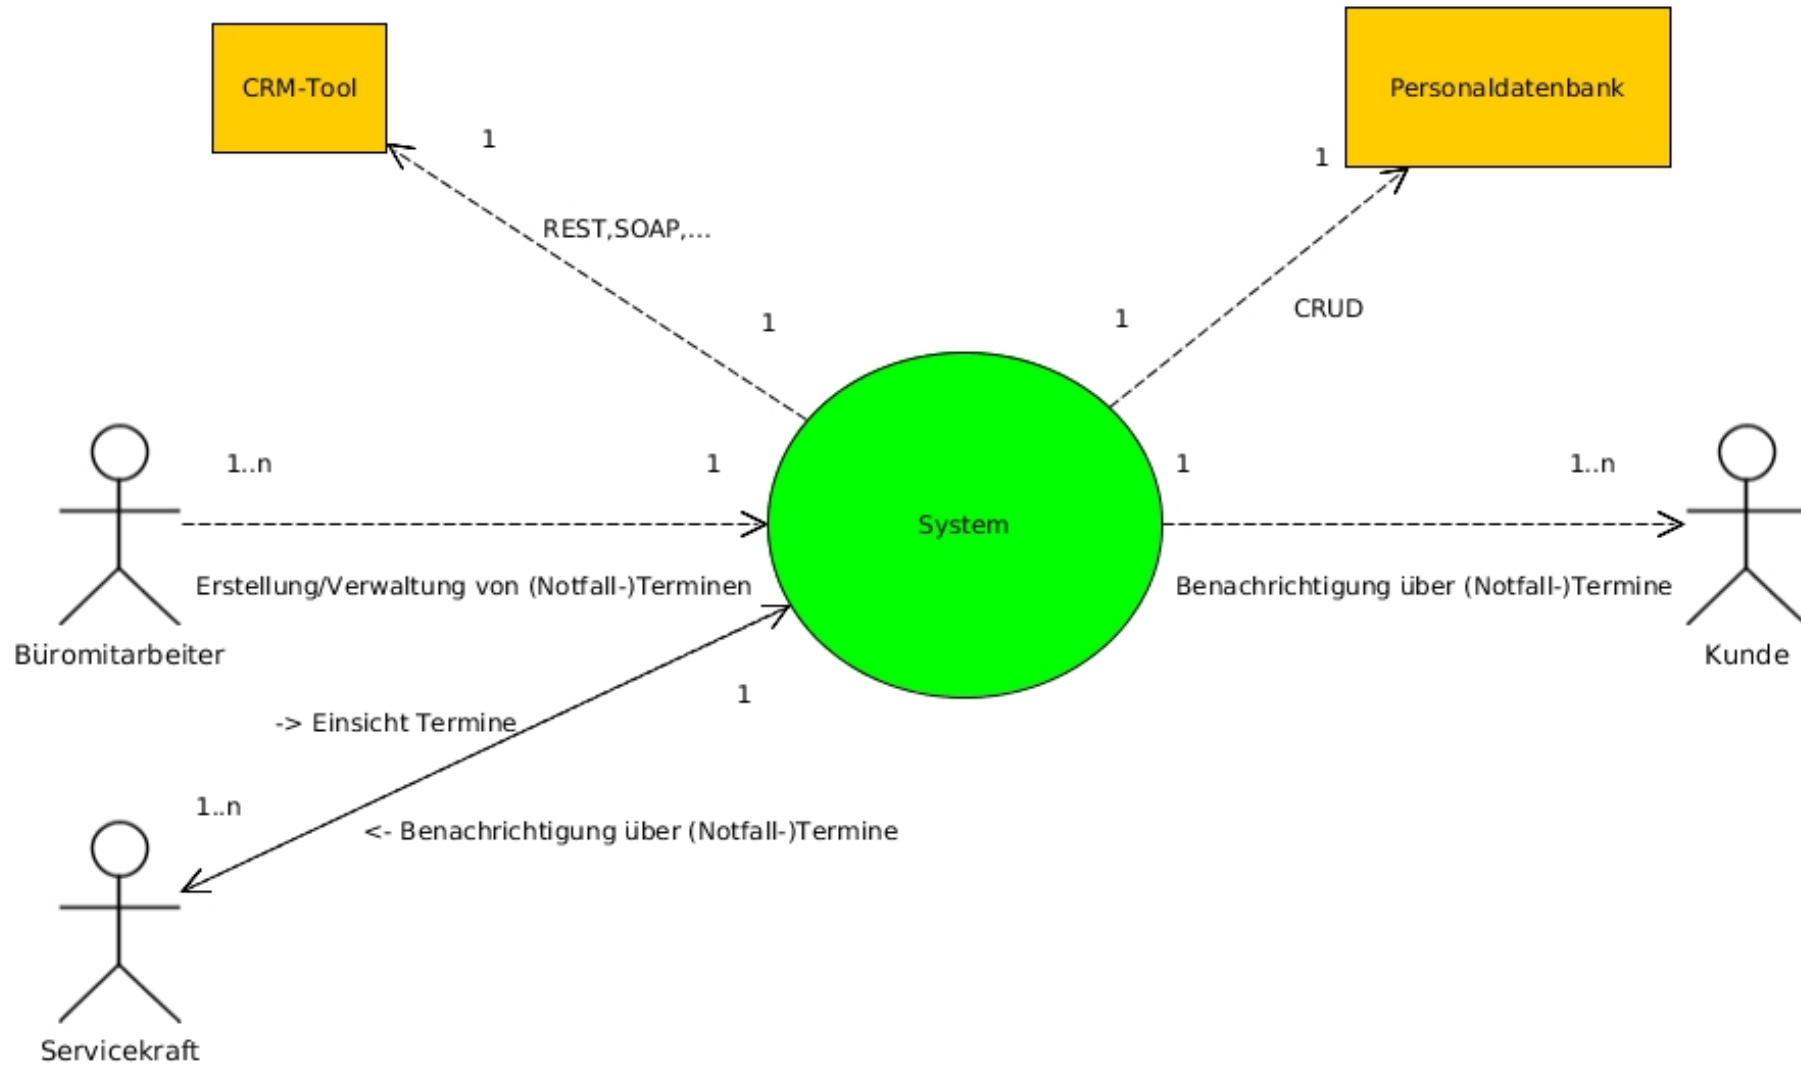 CRM-Tool
Personaldatenbank
1
1
REST,SOAP,...
CRUD
1
1
1..n
1
1
1..n
System
Erstellung/Verwaltung von (Notfall-)Terminen
Benachrichtigung über (Notfall-)Termine
Büromitarbeiter
Kunde
1
-> Einsicht Termine
1..n
<- Benachrichtigung über (Notfall-)Termine
Servicekraft